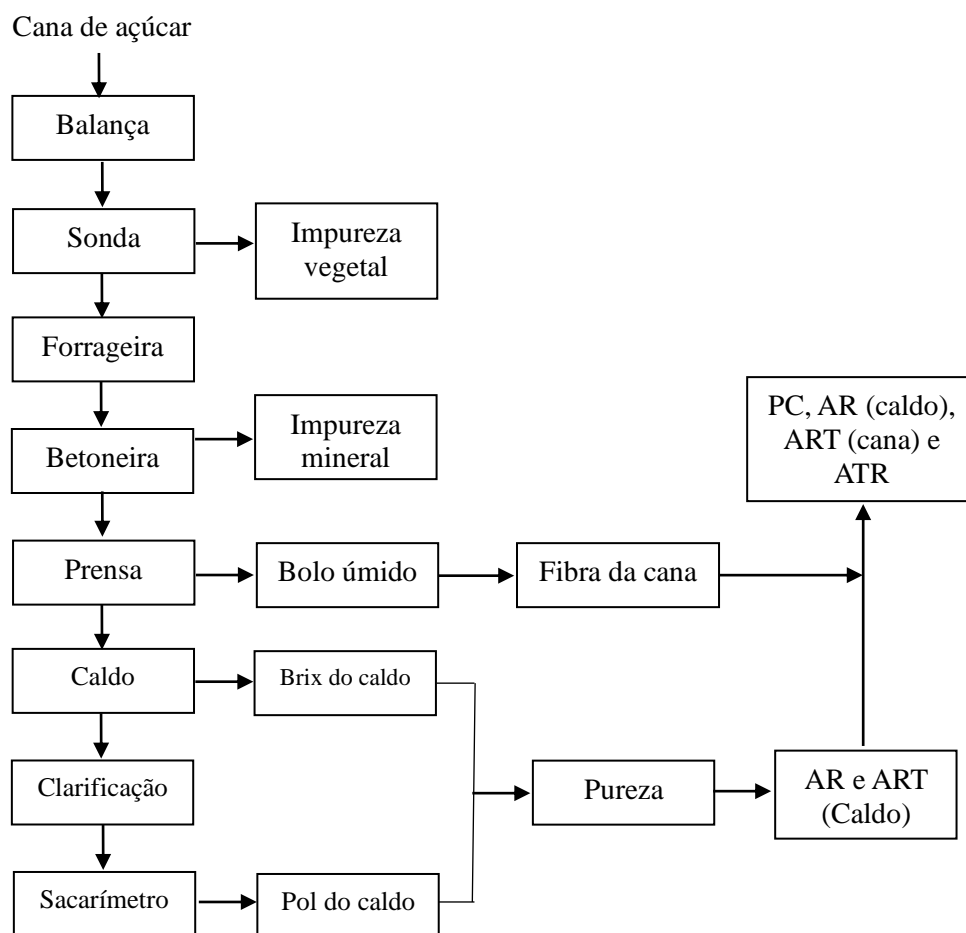 Cana de açúcar
Balança
Sonda
Impureza
vegetal
Forrageira
Betoneira
Impureza
mineral
PC, AR (caldo),
ART (cana) e
ATR
Prensa
Bolo úmido
Fibra da cana
Caldo
Brix do caldo
Clarificação
Pureza
AR e ART
(Caldo)
Sacarímetro
Pol do caldo